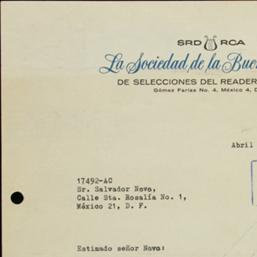 SRD RCA
La Sociedad de la Bue
DE SELECCIONES DEL READER
Gómez Farías No. 4, México 4, D
Abril
17492-AC
Sr. Salvador Novo,
Calle Sta. Rosalía No. 1,
México 21, D. F.
Estimado señor Novo: